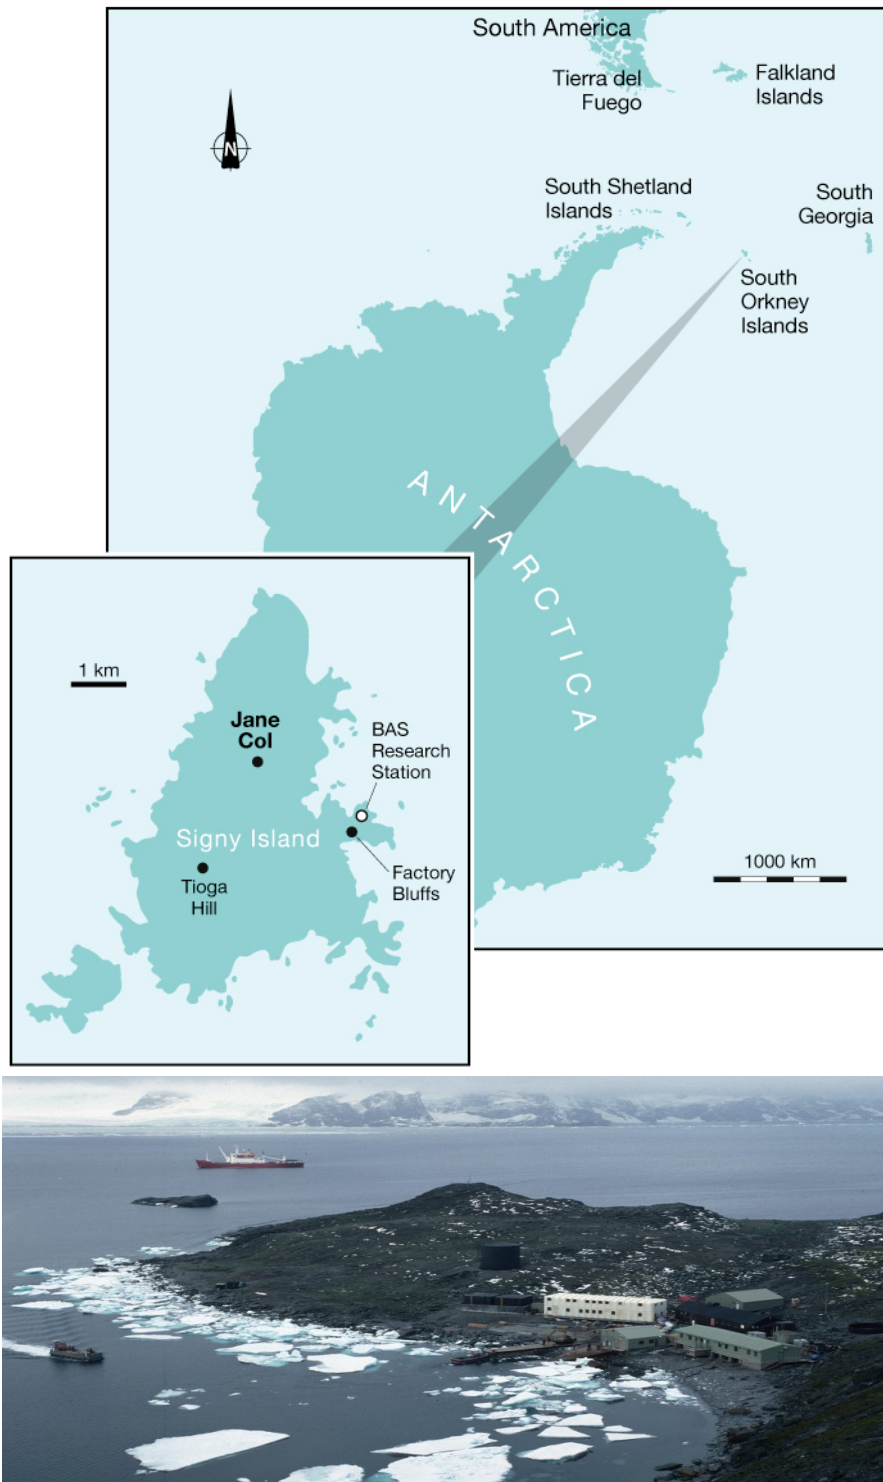 South America
Tierra del
Fuego
Falkland
Islands
N
South Shetland
Islands
South
Georgia
South
Orkney
Islands
ANTARCTICA
1000 km
1 km
Jane
Col
BAS
Research
Station
Signy Island
Tioga
Hill
Factory
Bluffs